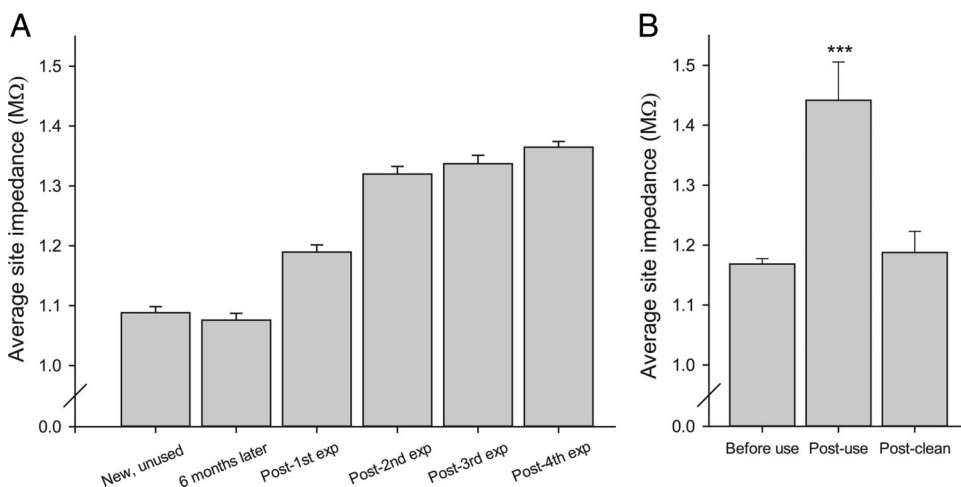 A
Average site impedance (MΩ)
1.5
1.4
1.3
1.2
1.1
1.0
0.0
New, unused
6 months later
Post-1st exp
Post-2nd exp
Post-3rd exp
Post-4th exp
B
Average site impedance (MΩ)
1.5
1.4
1.3
1.2
1.1
1.0
0.0
***
Before use
Post-use
Post-clean